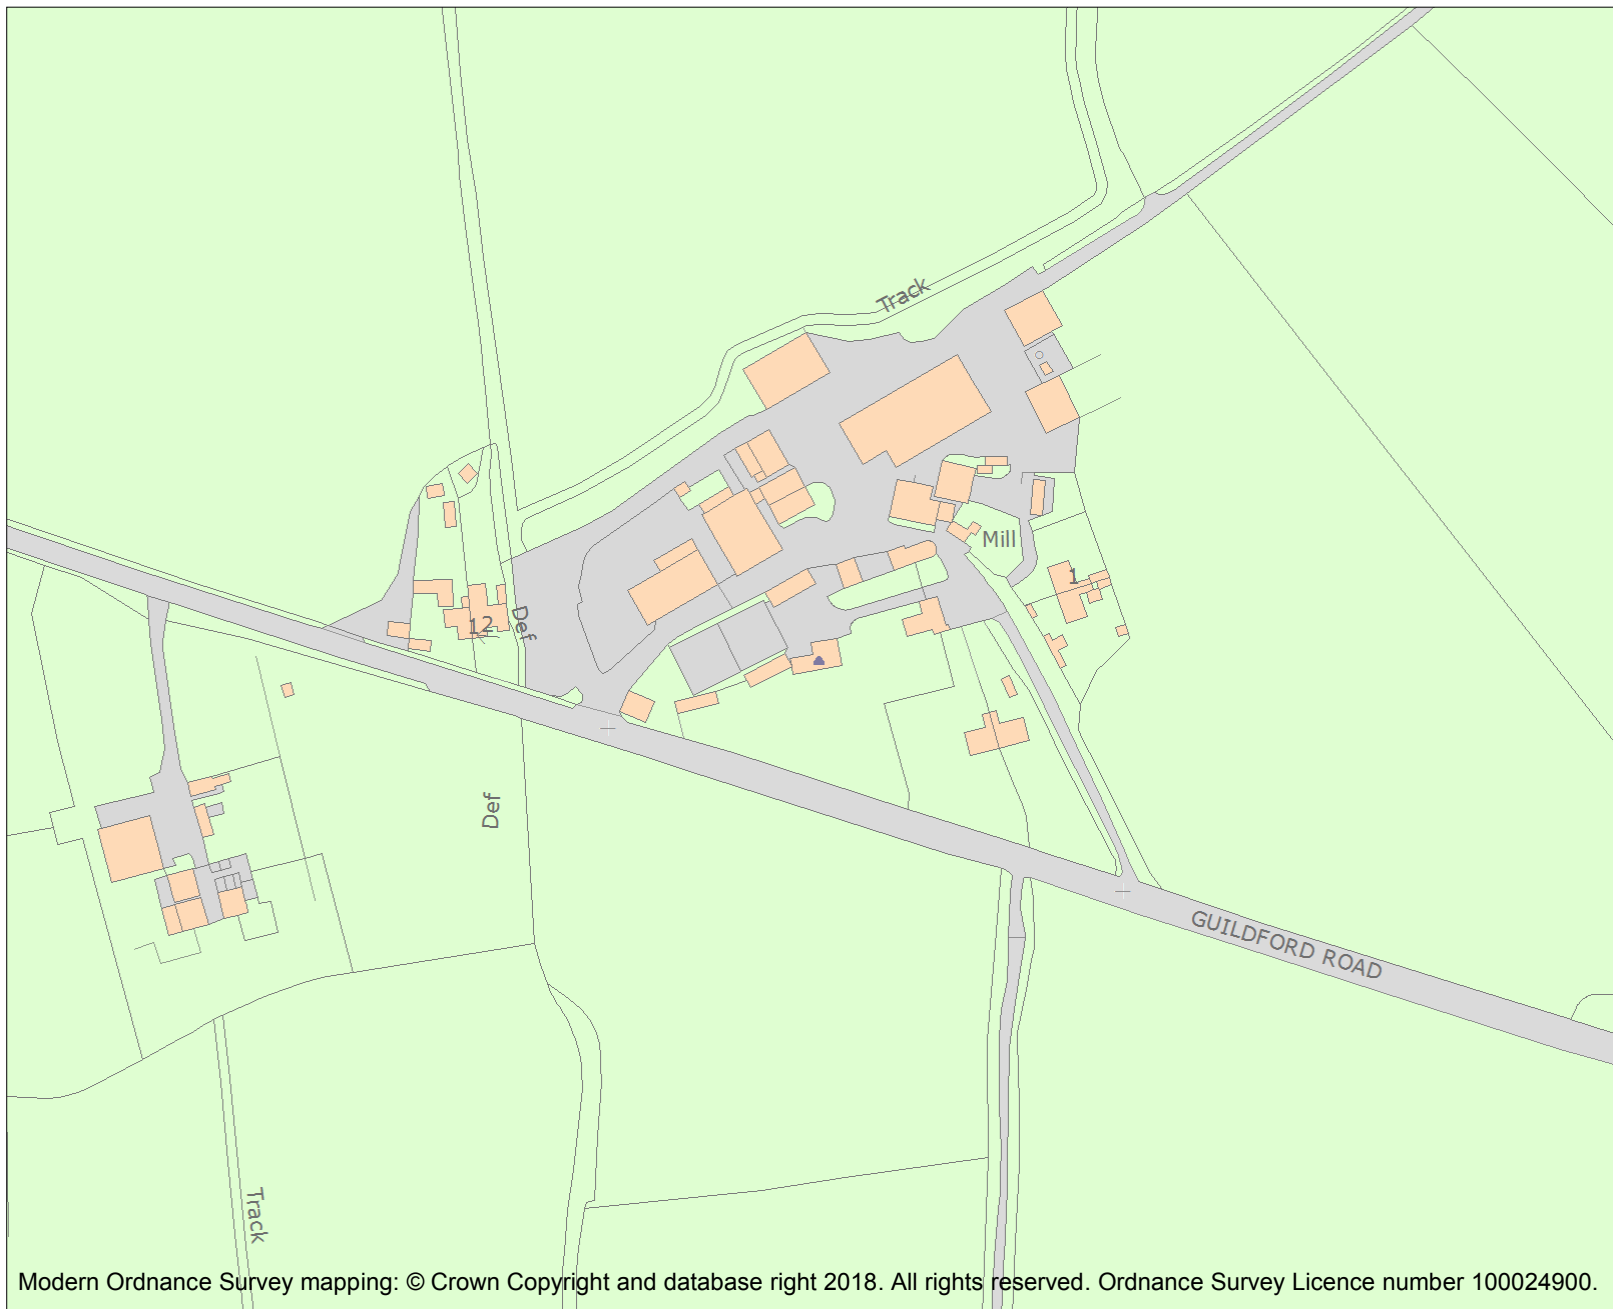 Track
Mill
1
12
Def
Def
GUILDFORD ROAD
Track
Modern Ordnance Survey mapping: © Crown Copyright and database right 2018. All rights reserved. Ordnance Survey Licence number 100024900.